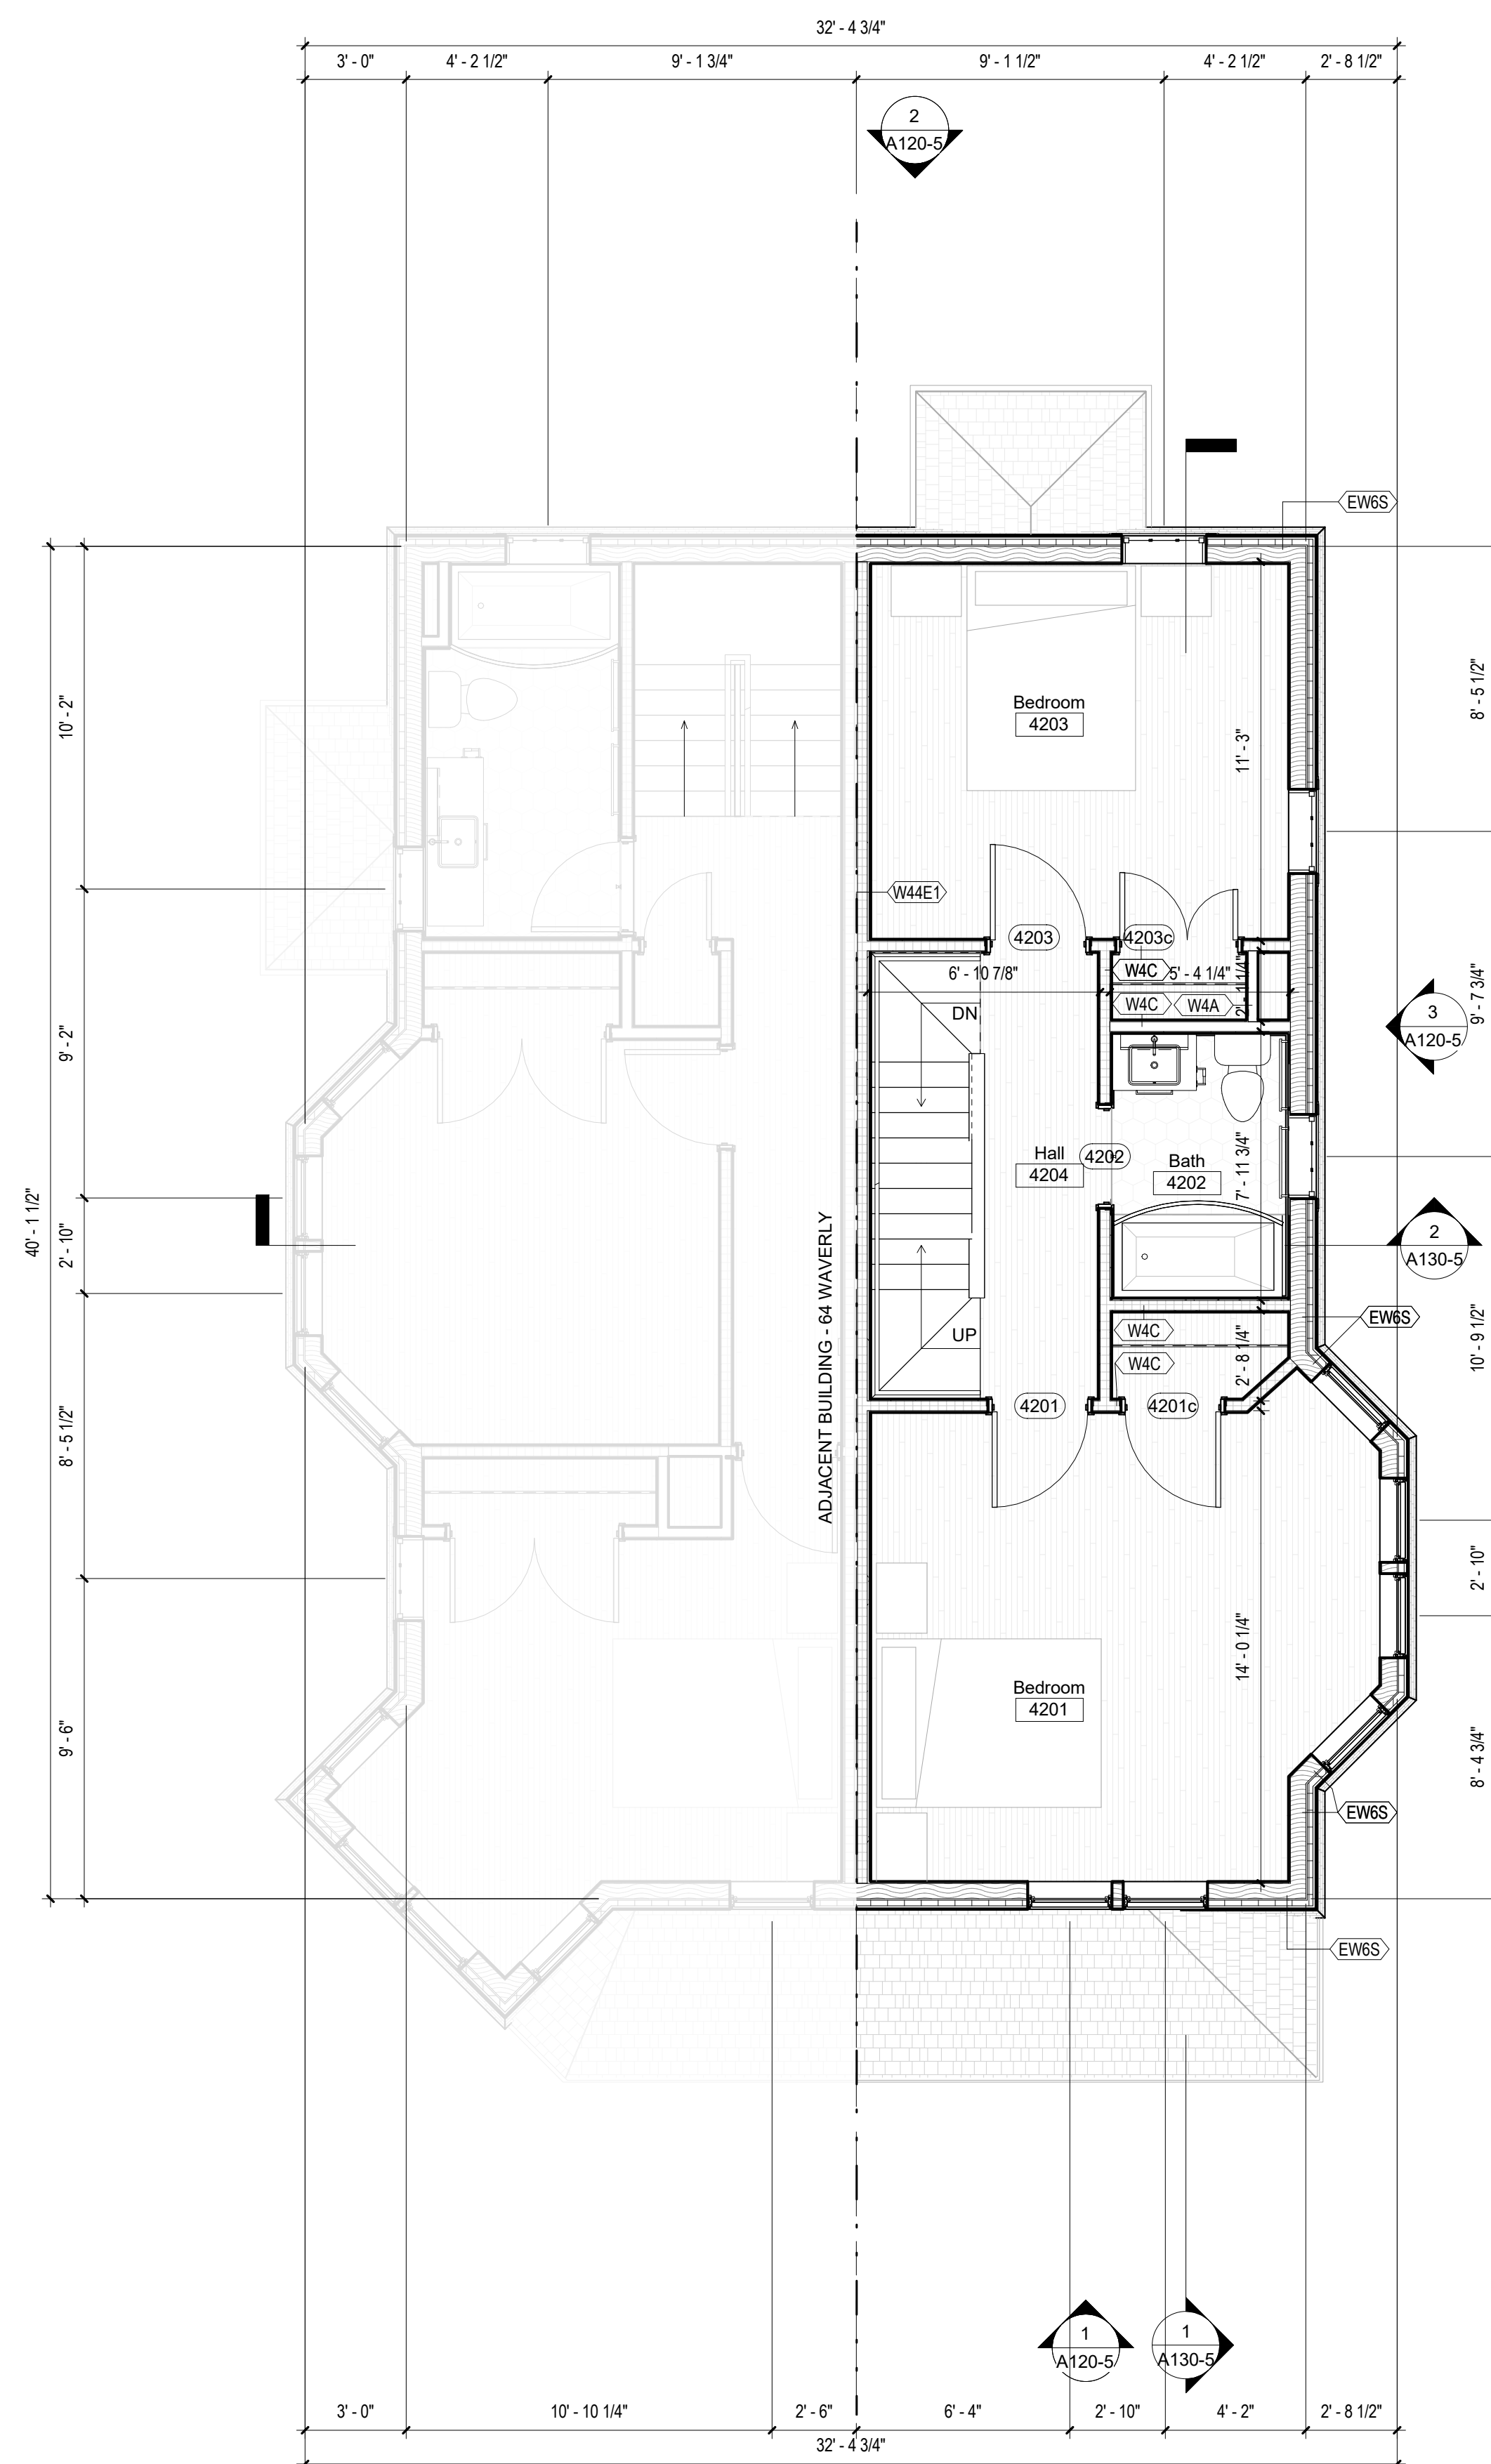 32' - 4 3/4"
3' - 0"
4' - 2 1/2"
9' - 1 3/4"
9' - 1 1/2"
4' - 2 1/2"
2' - 8 1/2"
2
A120-5
EW6S
10' - 2"
Bedroom
4203
11' - 3"
8' - 5 1/2"
W44E1
4203
4203c
W4C
6' - 10 7/8"
5' - 4 1/4"
W4C
W4A
2' - 1 1/4"
9' - 7 3/4"
DN
3
A120-5
9' - 2"
Hall
4204
4202
Bath
4202
7' - 11 3/4"
40' - 1 1/2"
2' - 10"
2
A130-5
ADJACENT BUILDING - 64 WAVERLY
UP
W4C
EW6S
W4C
2' - 8 1/4"
10' - 9 1/2"
4201
4201c
8' - 5 1/2"
2' - 10"
Bedroom
4201
14' - 0 1/4"
9' - 6"
8' - 4 3/4"
EW6S
EW6S
1
A120-5
1
A130-5
3' - 0"
10' - 10 1/4"
2' - 6"
6' - 4"
2' - 10"
4' - 2"
2' - 8 1/2"
32' - 4 3/4"